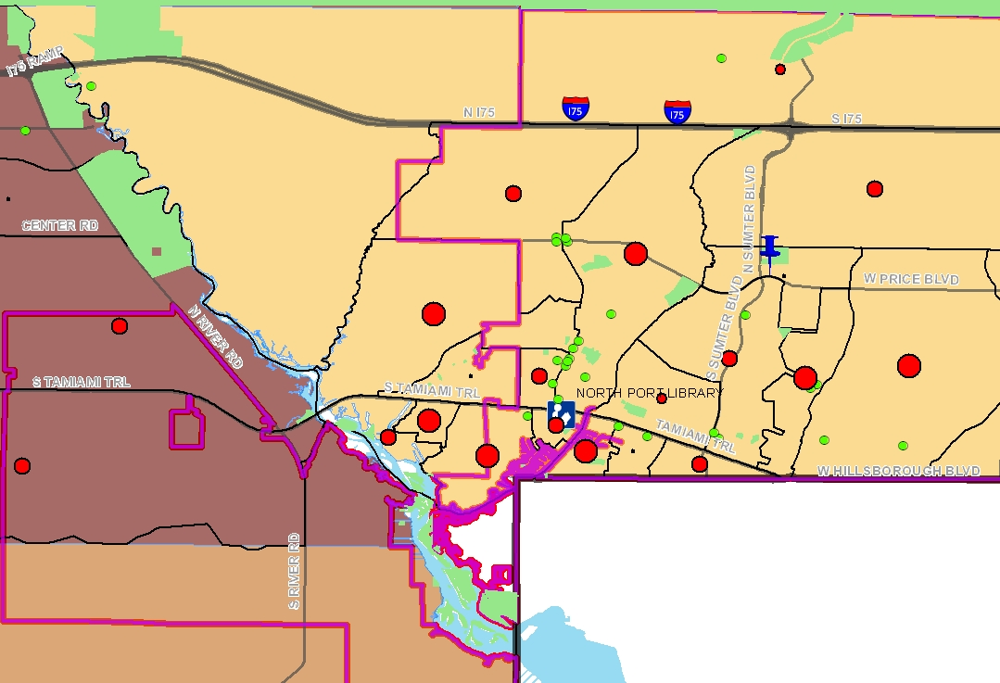 I75 RAMP
N I75
175
175
S I75
CENTER RD
N SUMTER BLVD
W PRICE BLVD
N RIVER RD
S SUMTER BLVD
S TAMIAMI TRL
S TAMIAMI TRL
NORTH PORT LIBRARY
TAMIAMI TRL
W HILLSBOROUGH BLVD
S RIVER RD